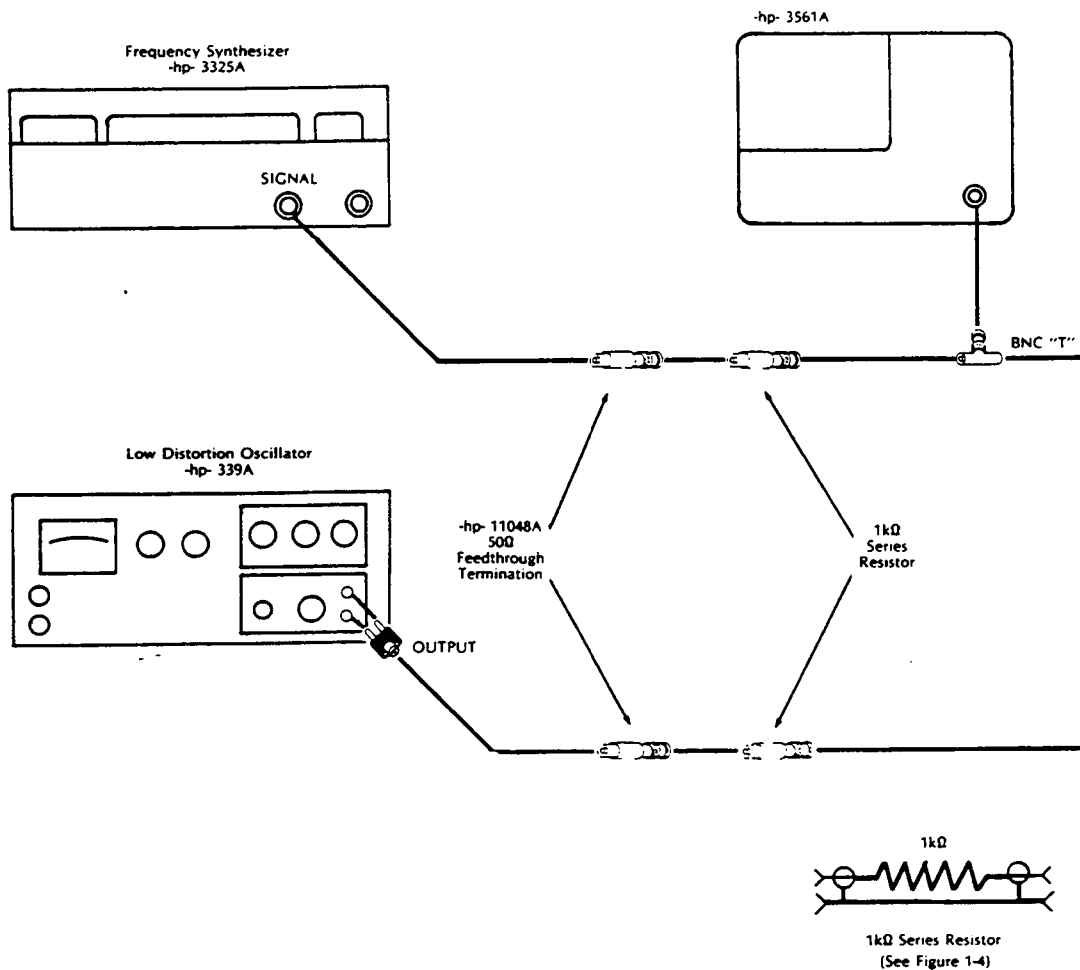 -hp- 3561A
Frequency Synthesizer
-hp- 3325A
SIGNAL
BNC "T"
Low Distortion Oscillator
-hp- 339A
-hp- 11048A
50Ω
Feedthrough
Termination
1kΩ
Series
Resistor
OUTPUT
1kΩ
1kΩ Series Resistor
(See Figure 1-4)